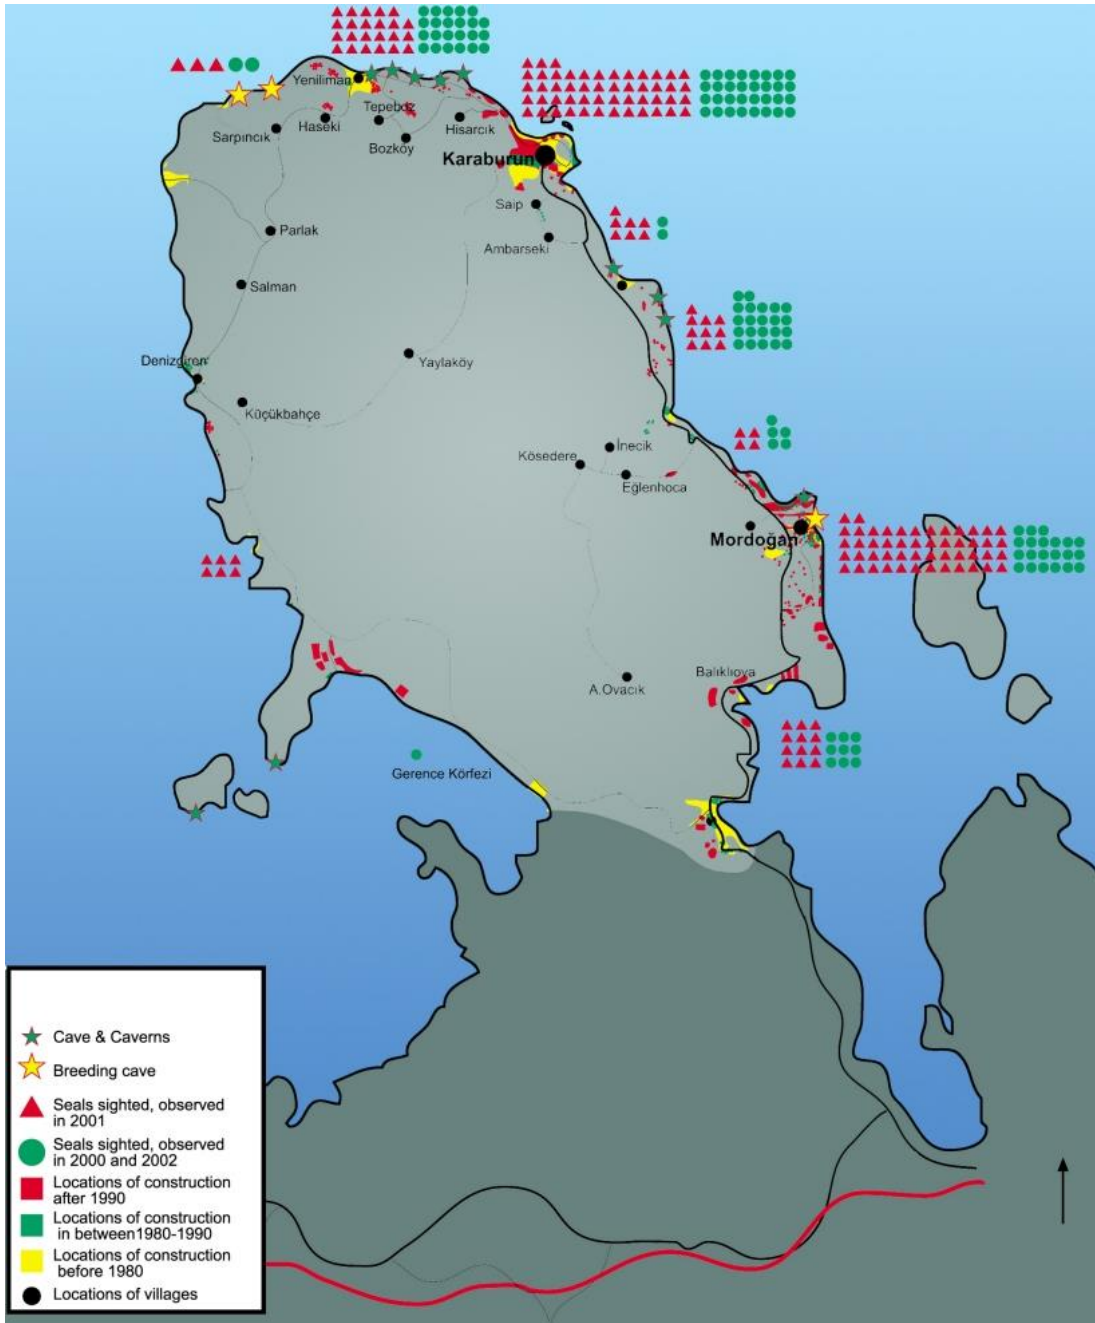 Yeniliman
Tepeboz
Haseki
Hisarcık
Sarpıncık
Bozköy
Karaburun
Saip
Parlak
Ambarseki
Salman
Denizgiren
Yaylaköy
Küçükbahçe
İnecik
Kösedere
Eğlenhoca
Mordoğan
Balıklıova
A.Ovacık
Gerence Körfezi
Cave & Caverns
Breeding cave
Seals sighted, observed
in 2001
Seals sighted, observed
in 2000 and 2002
Locations of construction
after 1990
Locations of construction
in between1980-1990
Locations of construction
before 1980
Locations of villages